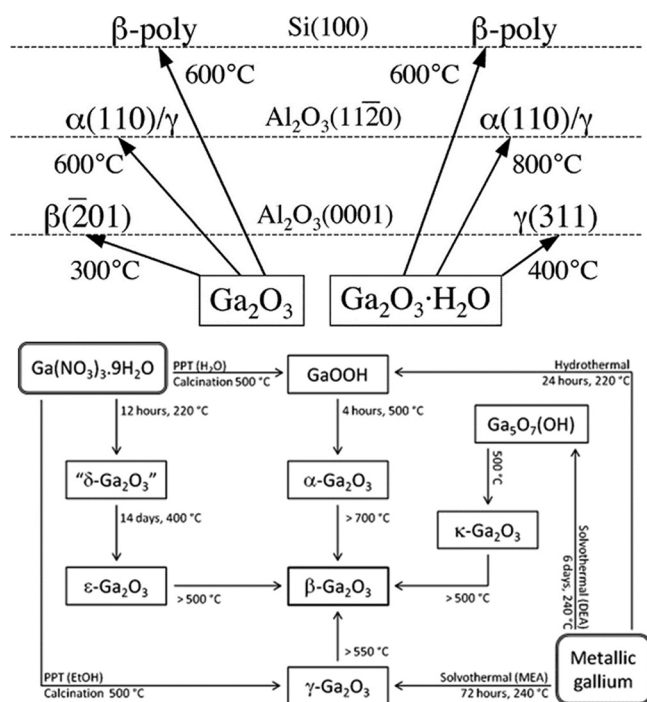 β-poly Si(100) β-poly
600°C 600°C
α(110)/γ Al₂O₃(11̅20) α(110)/γ
600°C 800°C
β(̅201) Al₂O₃(0001) γ(311)
300°C 400°C
Ga₂O₃ Ga₂O₃·H₂O
Ga(NO₃)₃.9H₂O
PPT (H₂O)
Calcination 500 °C
GaOOH
Hydrothermal
24 hours, 220 °C
12 hours, 220 °C
4 hours, 500 °C
Ga₅O₇(OH)
"δ-Ga₂O₃"
α-Ga₂O₃
500 °C
14 days, 400 °C
> 700 °C
κ-Ga₂O₃
Solvothermal (DEA)
6 days, 240 °C
ε-Ga₂O₃
> 500 °C
β-Ga₂O₃
> 500 °C
> 550 °C
PPT (EtOH)
Calcination 500 °C
γ-Ga₂O₃
Solvothermal (MEA)
72 hours, 240 °C
Metallic
gallium